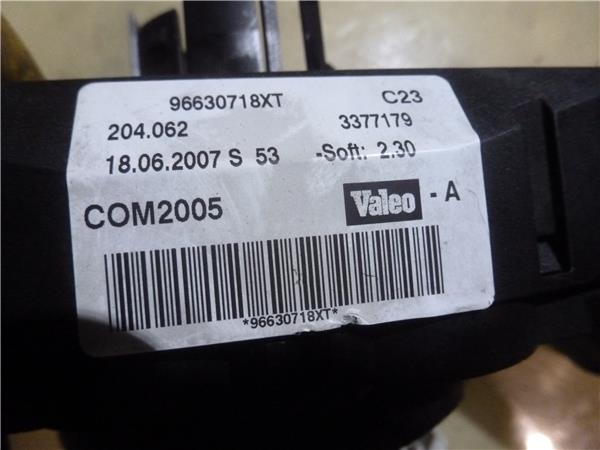 96630718XT C23
204.062 3377179
18.06.2007 S 53 -Soft: 2.30
COM2005 Valeo - A
*96630718XT*